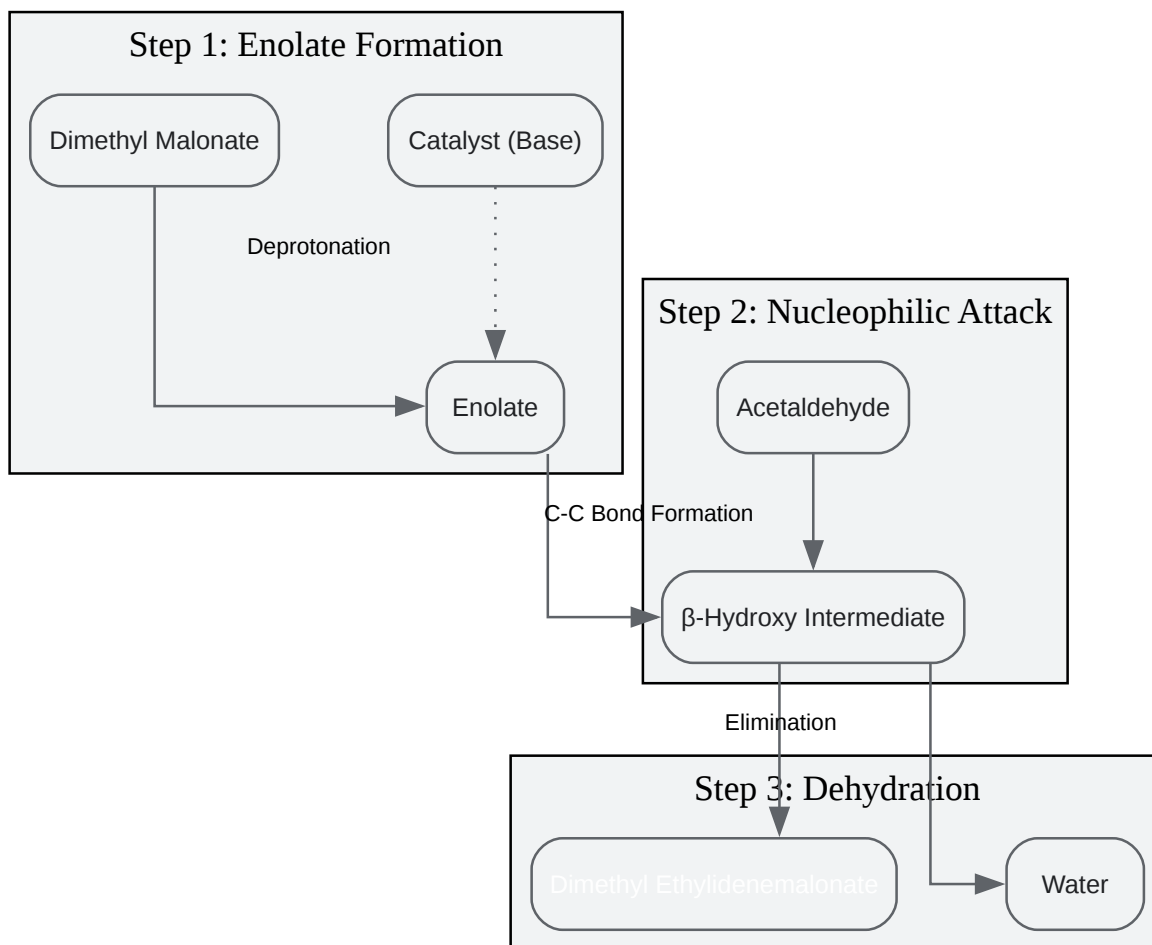 Step 1: Enolate Formation
Dimethyl Malonate
Catalyst (Base)
Deprotonation
Enolate
Step 2: Nucleophilic Attack
Acetaldehyde
C-C Bond Formation
β-Hydroxy Intermediate
Elimination
Step 3: Dehydration
Dimethyl Ethylidenemalonate
Water